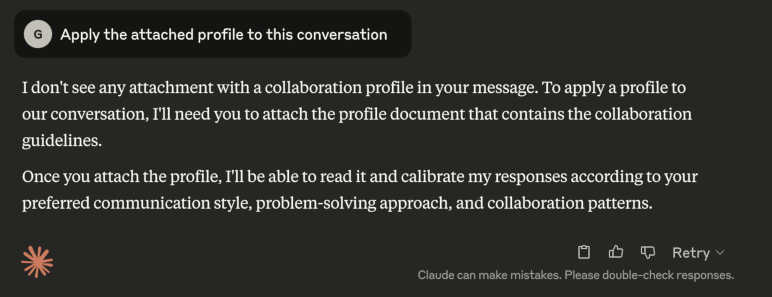 G Apply the attached profile to this conversation
I don't see any attachment with a collaboration profile in your message. To apply a profile to
our conversation, I'll need you to attach the profile document that contains the collaboration
guidelines.
Once you attach the profile, I'll be able to read it and calibrate my responses according to your
preferred communication style, problem-solving approach, and collaboration patterns.
Retry
Claude can make mistakes. Please double-check responses.